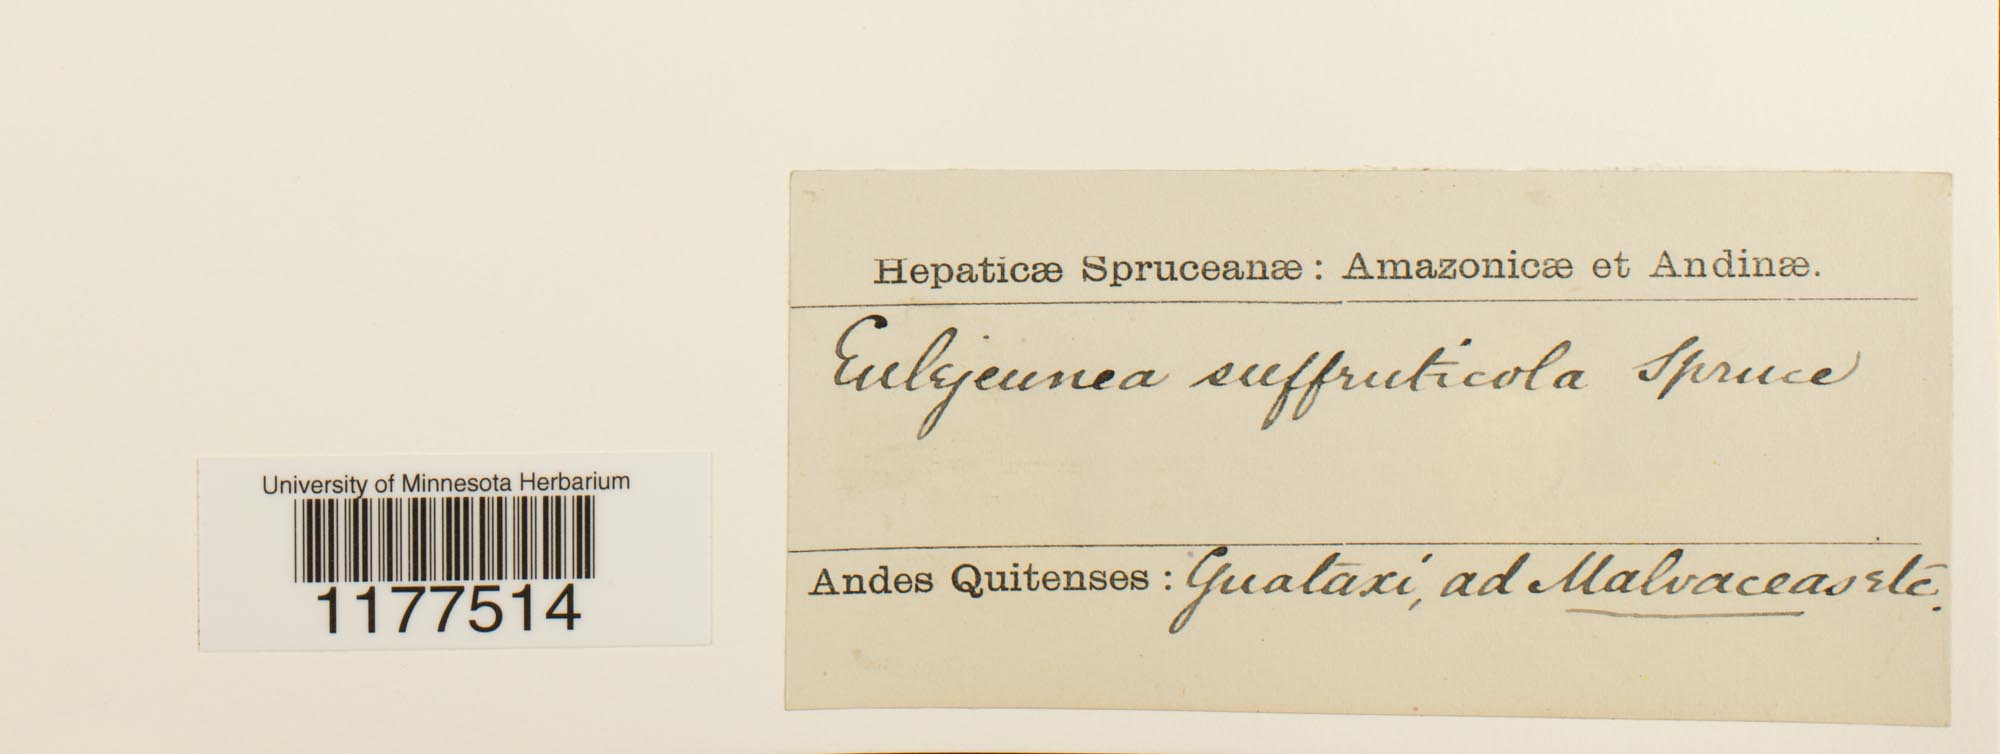 Hepaticæ Spruceanæ: Amazonicæ et Andinæ.
Eulejeunea suffruticola Spruce
Andes Quitenses: Guataxi, ad Malvaceas etc.
University of Minnesota Herbarium
1177514